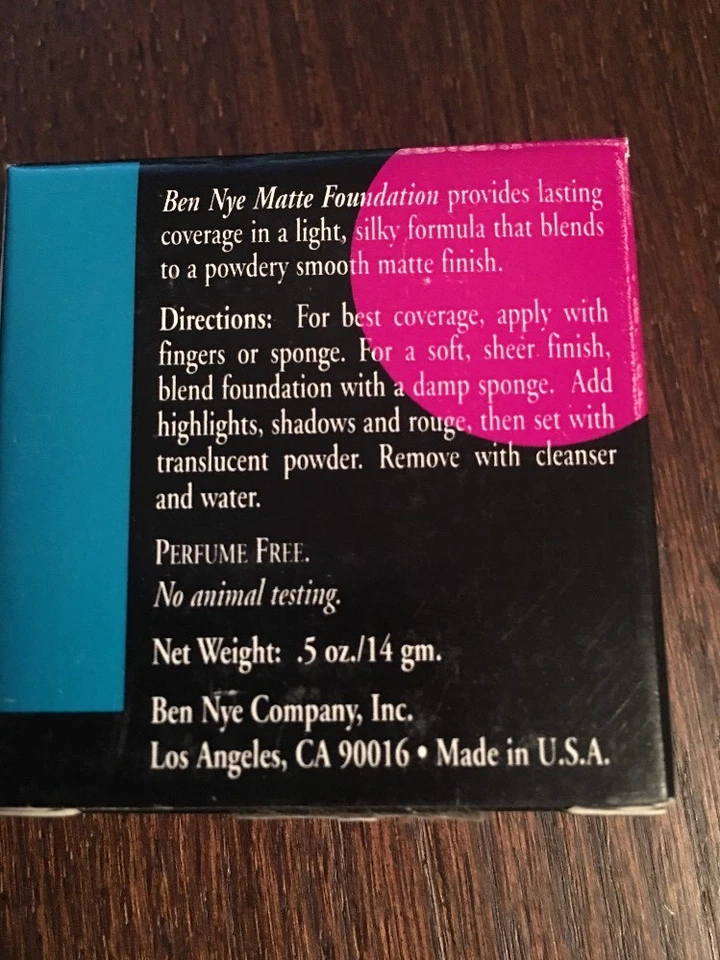 Ben Nye Matte Foundation provides lasting
coverage in a light, silky formula that blends
to a powdery smooth matte finish.
Directions: For best coverage, apply with
fingers or sponge. For a soft, sheer finish,
blend foundation with a damp sponge. Add
highlights, shadows and rouge, then set with
translucent powder. Remove with cleanser
and water.
PERFUME FREE.
No animal testing.
Net Weight: .5 oz./14 gm.
Ben Nye Company, Inc.
Los Angeles, CA 90016 • Made in U.S.A.